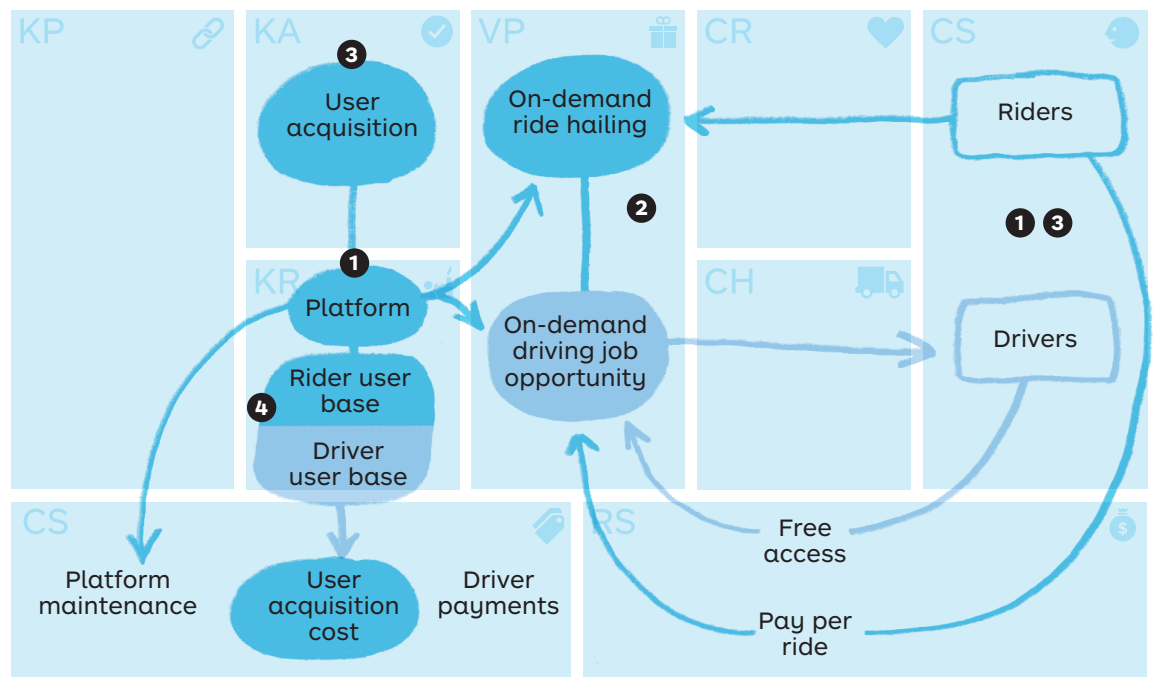 KP
KA
VP
CR
CS
3
User
acquisition
On-demand
ride hailing
Riders
2
1 3
1
KR
Platform
CH
On-demand
driving job
opportunity
Drivers
Rider user
base
4
Driver
user base
CS
RS
$
Free
access
Platform
maintenance
User
acquisition
cost
Driver
payments
Pay per
ride